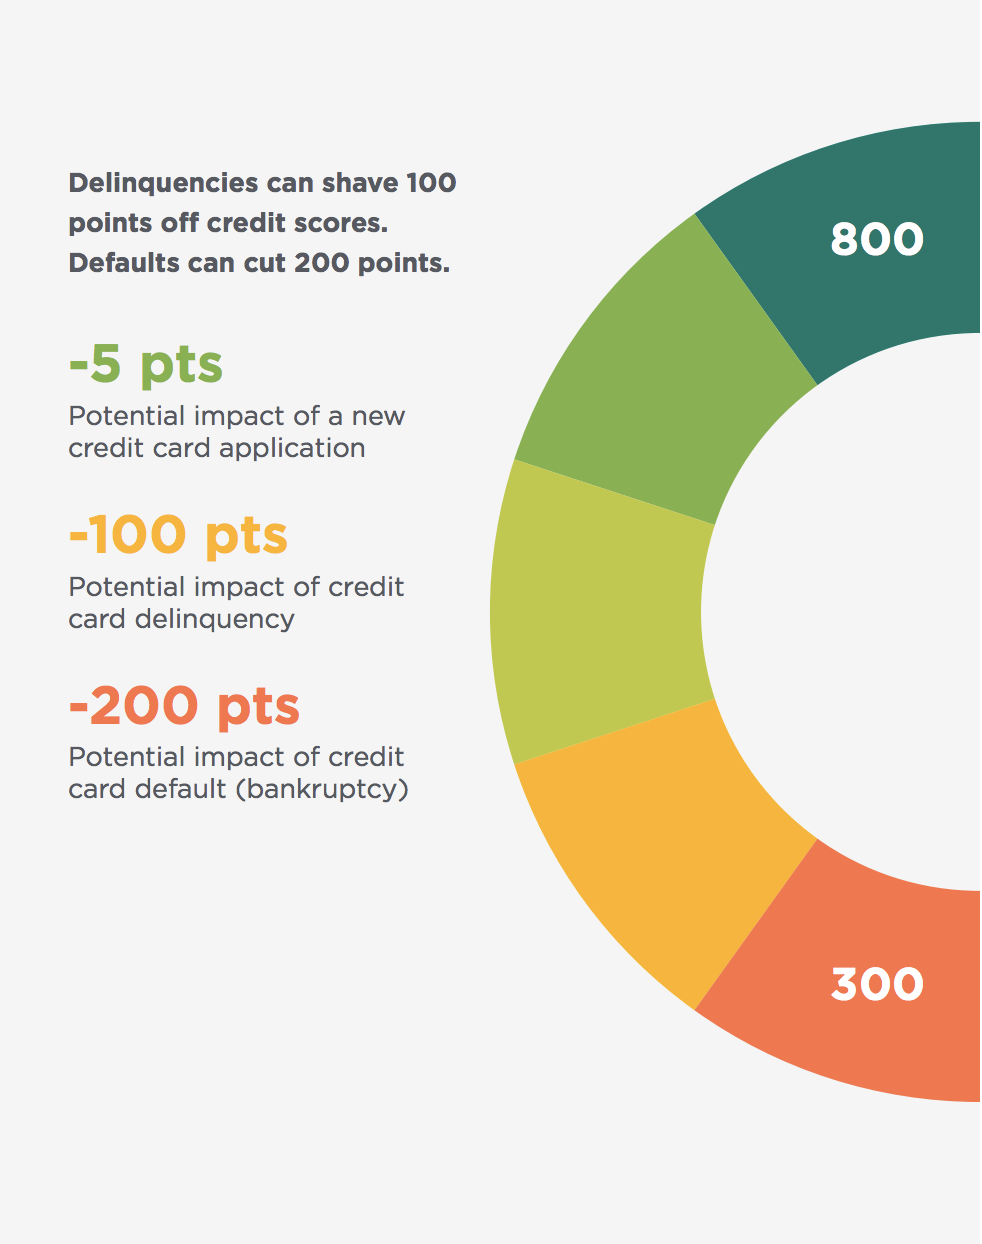 Delinquencies can shave 100
points off credit scores.
Defaults can cut 200 points.
-5 pts
Potential impact of a new
credit card application
-100 pts
Potential impact of credit
card delinquency
-200 pts
Potential impact of credit
card default (bankruptcy)
800
300